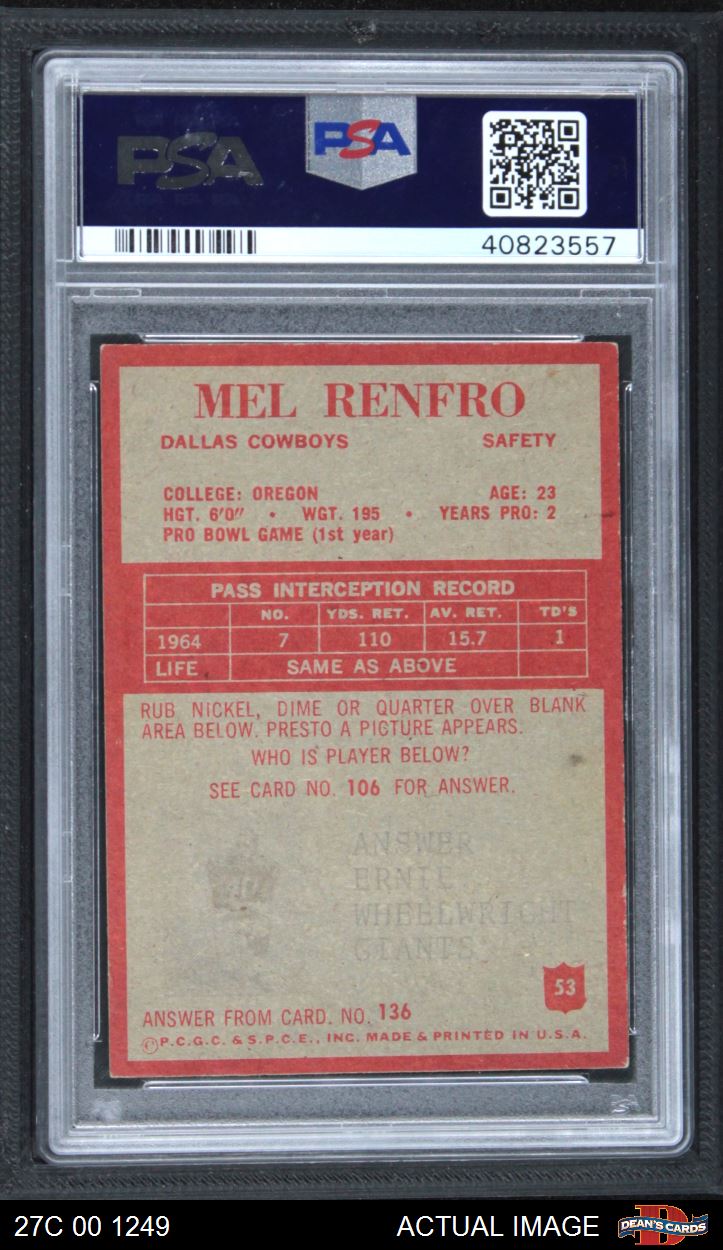 PSA PSA
40823557
MEL RENFRO
DALLAS COWBOYS SAFETY
COLLEGE: OREGON AGE: 23
HGT. 6'0" • WGT. 195 • YEARS PRO: 2
PRO BOWL GAME (1st year)
PASS INTERCEPTION RECORD
NO. YDS. RET. AV. RET. TD'S
1964 7 110 15.7 1
LIFE SAME AS ABOVE
RUB NICKEL, DIME OR QUARTER OVER BLANK
AREA BELOW. PRESTO A PICTURE APPEARS.
WHO IS PLAYER BELOW?
SEE CARD NO. 106 FOR ANSWER.
ANSWER
ERNIE
WHEELWRIGHT
GIANTS
53
ANSWER FROM CARD. NO. 136
©P.C.G.C. & S.P.C.E., INC. MADE & PRINTED IN U.S.A.
27C 00 1249 ACTUAL IMAGE DEAN'S CARDS